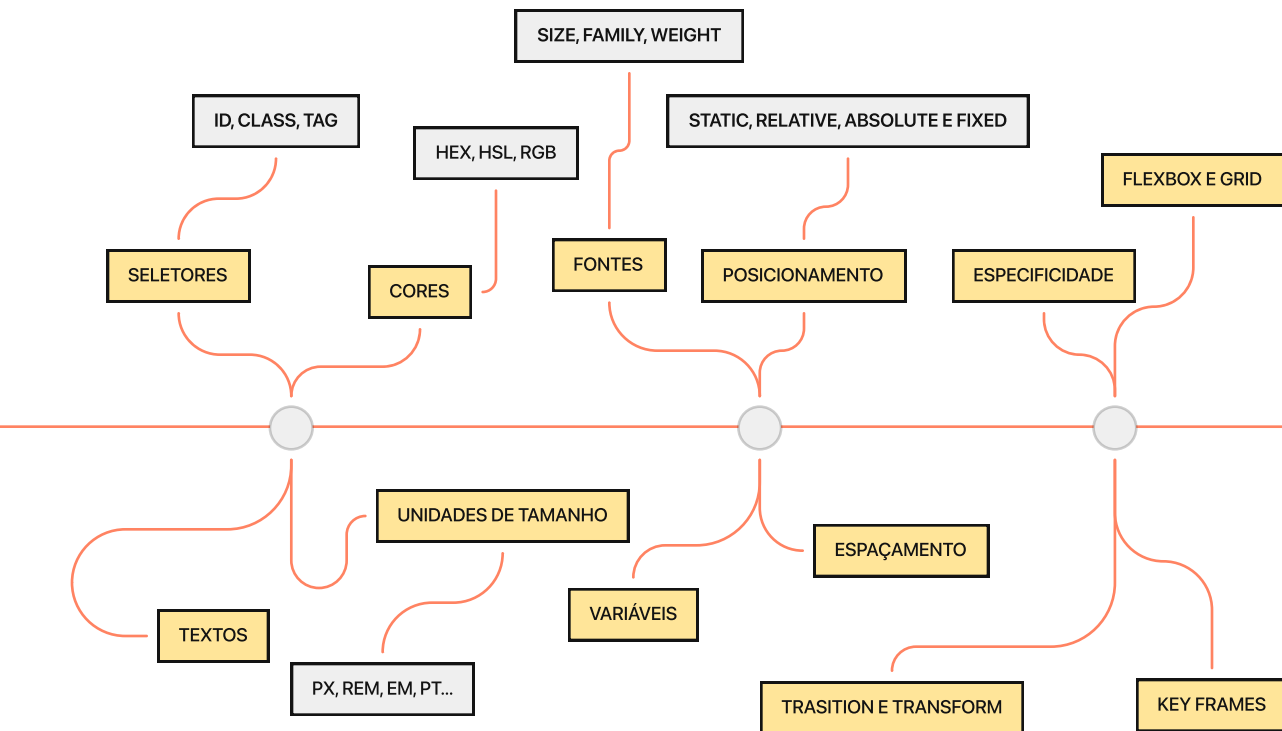 SIZE, FAMILY, WEIGHT
ID, CLASS, TAG
STATIC, RELATIVE, ABSOLUTE E FIXED
HEX, HSL, RGB
FLEXBOX E GRID
SELETORES
CORES
FONTES
POSICIONAMENTO
ESPECIFICIDADE
UNIDADES DE TAMANHO
ESPAÇAMENTO
VARIÁVEIS
TEXTOS
PX, REM, EM, PT...
TRASITION E TRANSFORM
KEY FRAMES